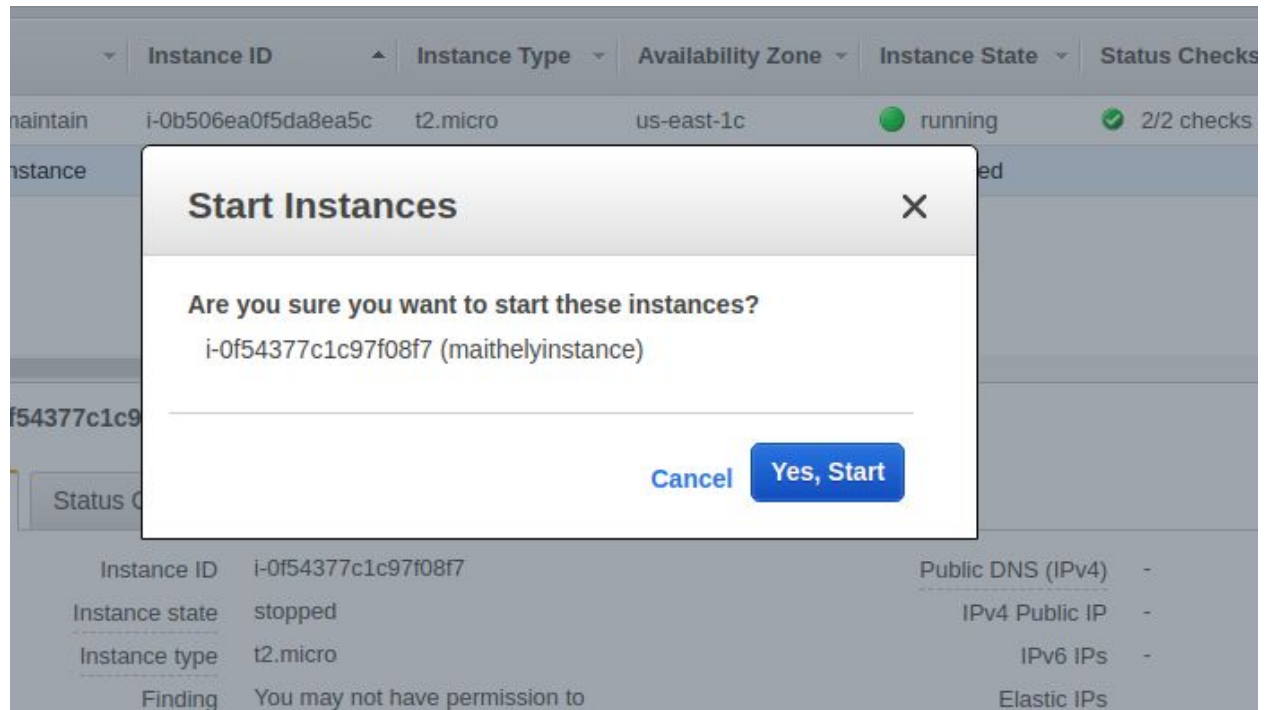 Instance ID Instance Type Availability Zone Instance State Status Checks
naintain i-0b506ea0f5da8ea5c t2.micro us-east-1c running 2/2 checks
nstance ed
Start Instances
Are you sure you want to start these instances?
i-0f54377c1c97f08f7 (maithelyinstance)
f54377c1c9
Cancel Yes, Start
Status C
Instance ID i-0f54377c1c97f08f7 Public DNS (IPv4) -
Instance state stopped IPv4 Public IP -
Instance type t2.micro IPv6 IPs -
Finding You may not have permission to Elastic IPs